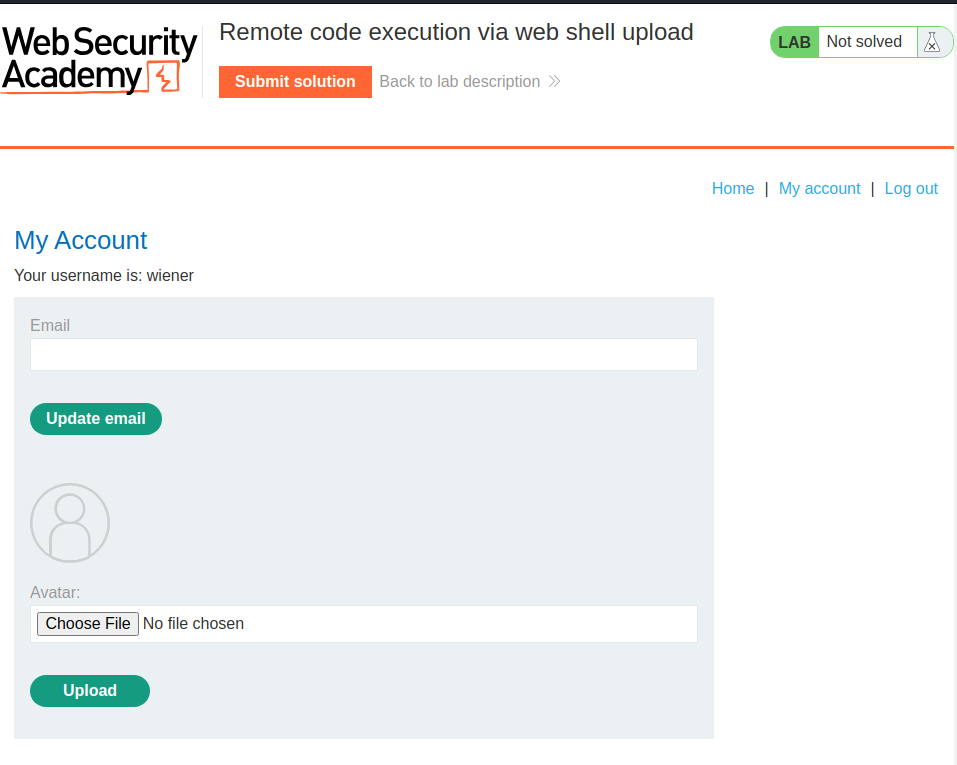 Web Security
Academy
Remote code execution via web shell upload
Submit solution
Back to lab description
LAB
Not solved
Home | My account | Log out
My Account
Your username is: wiener
Email
Update email
Avatar:
Choose File No file chosen
Upload